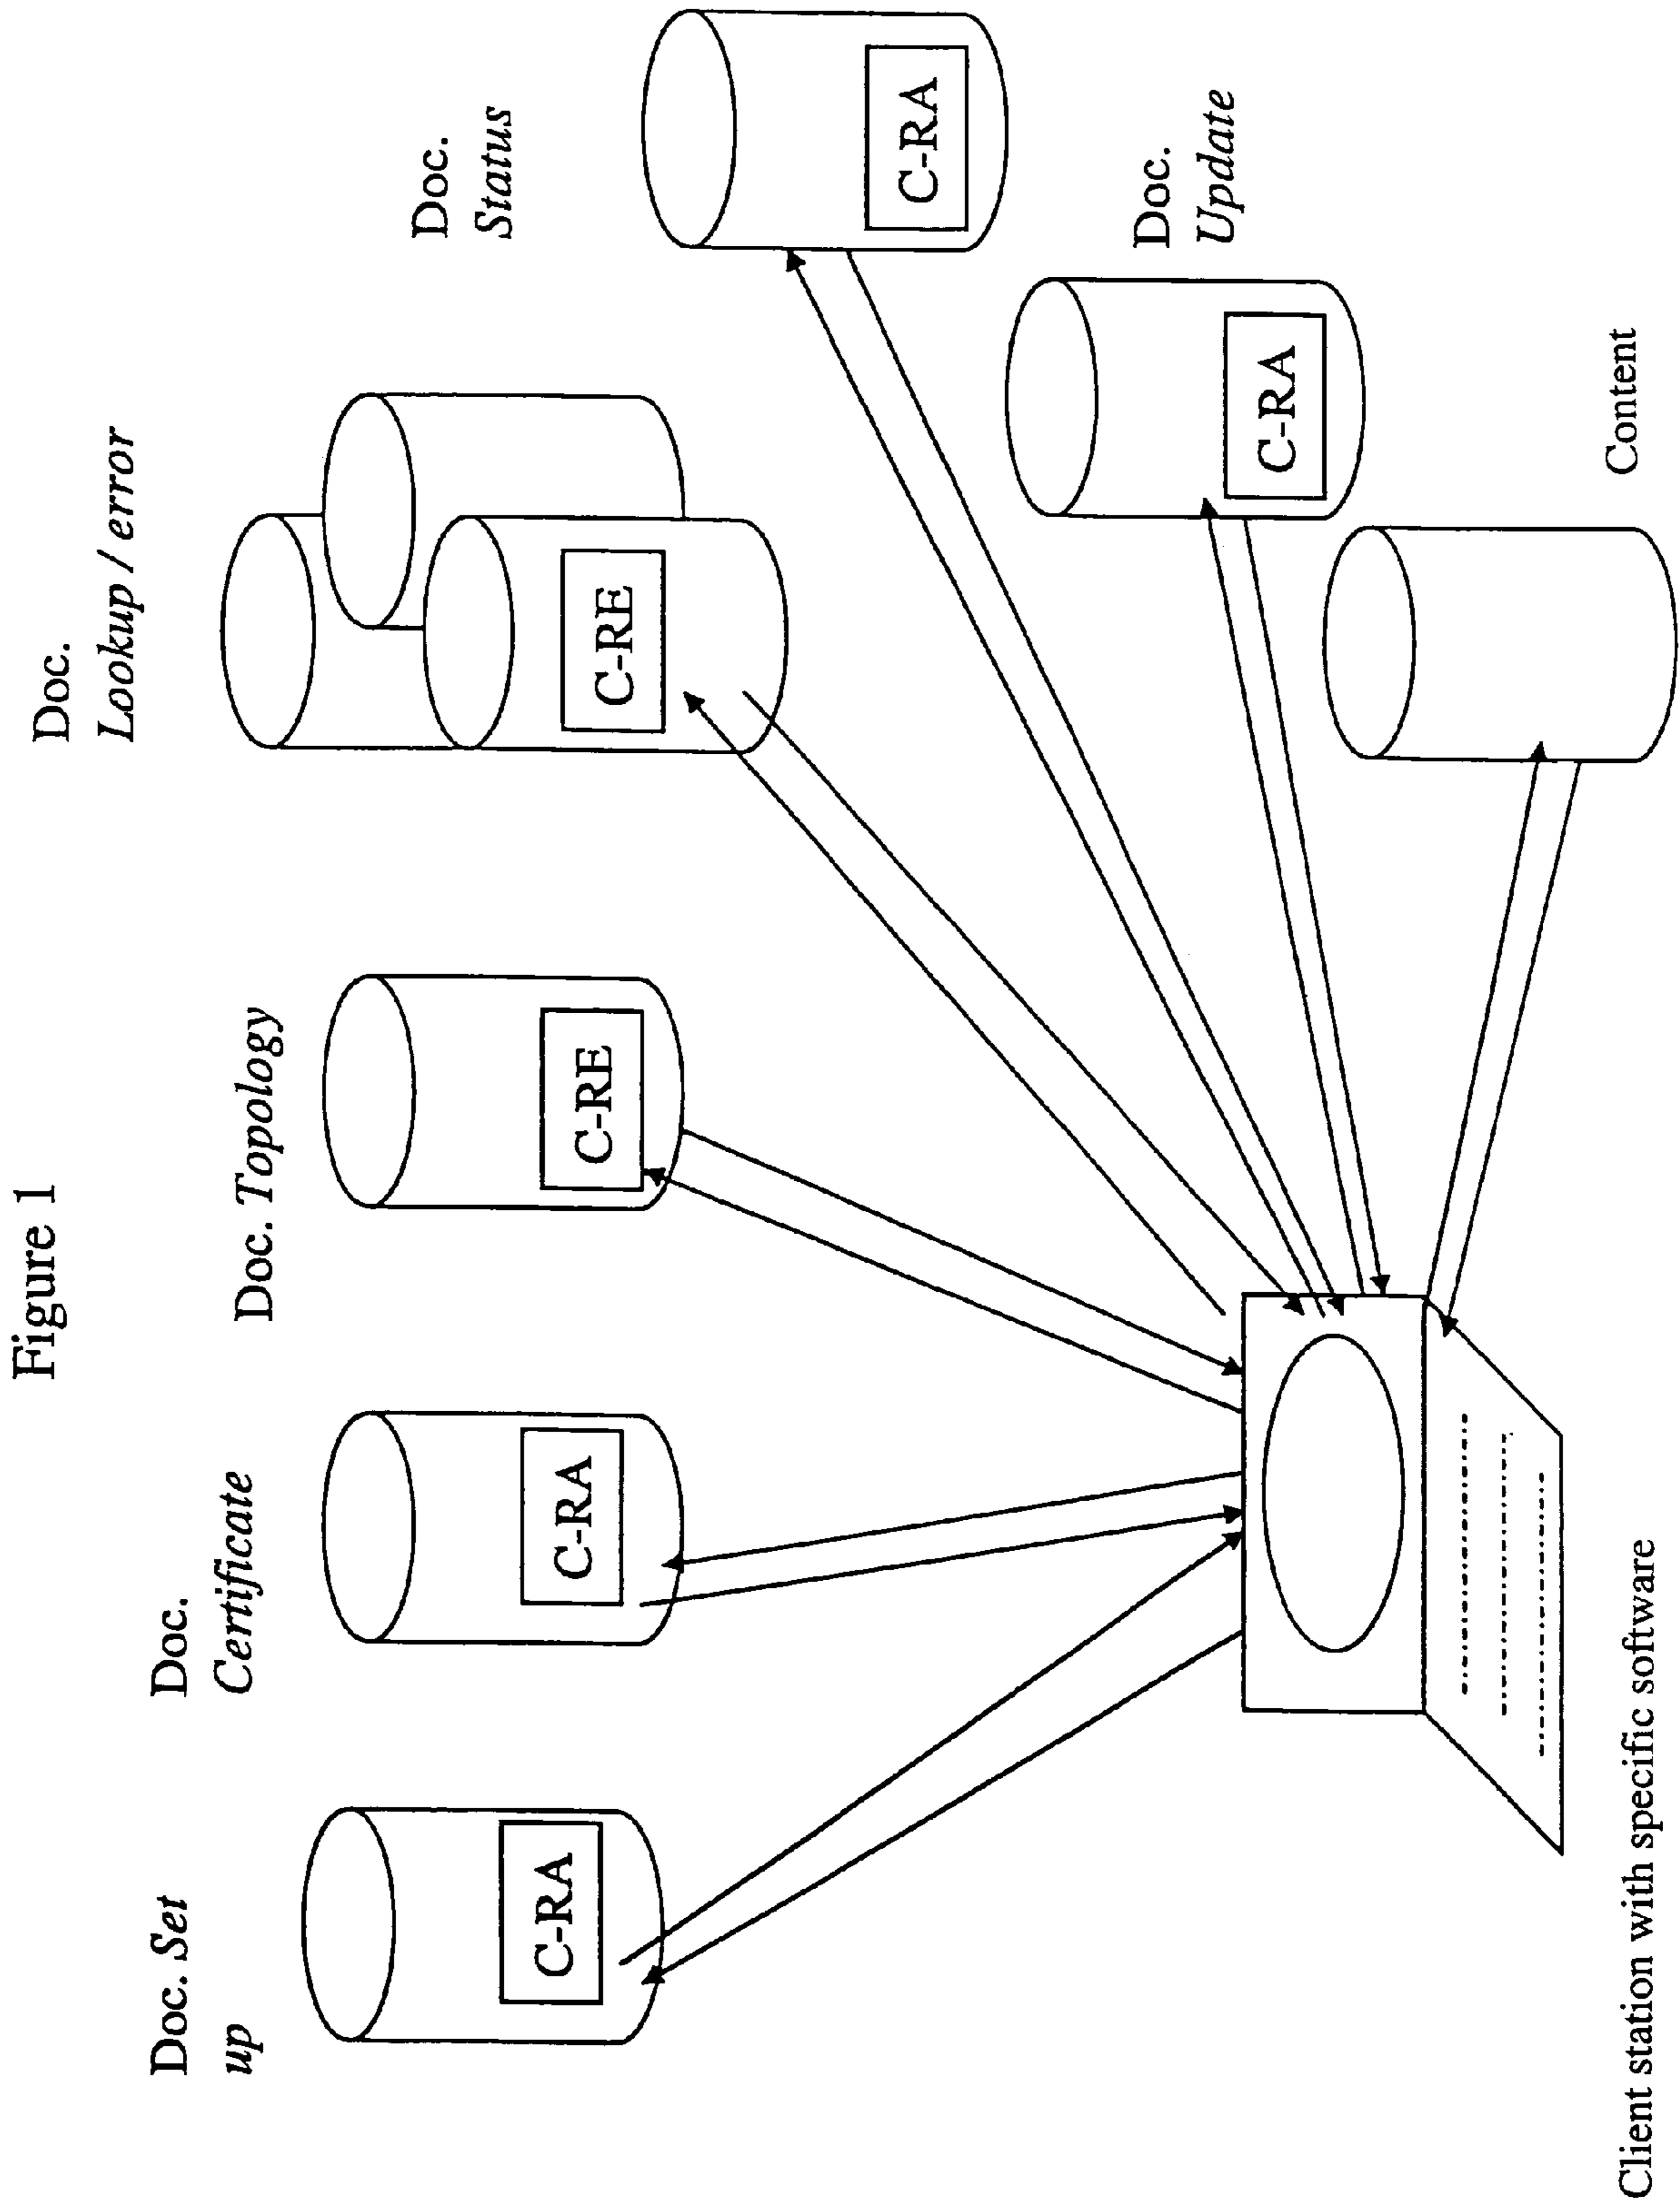 Figure 1
Doc.
Lookup / error
Doc. Topology
Doc.
Certificate
Doc. Set
up
Doc.
Status
C-RA
C-RA
C-RE
C-RE
C-RA
Doc.
Update
C-RA
Content
Client station with specific software